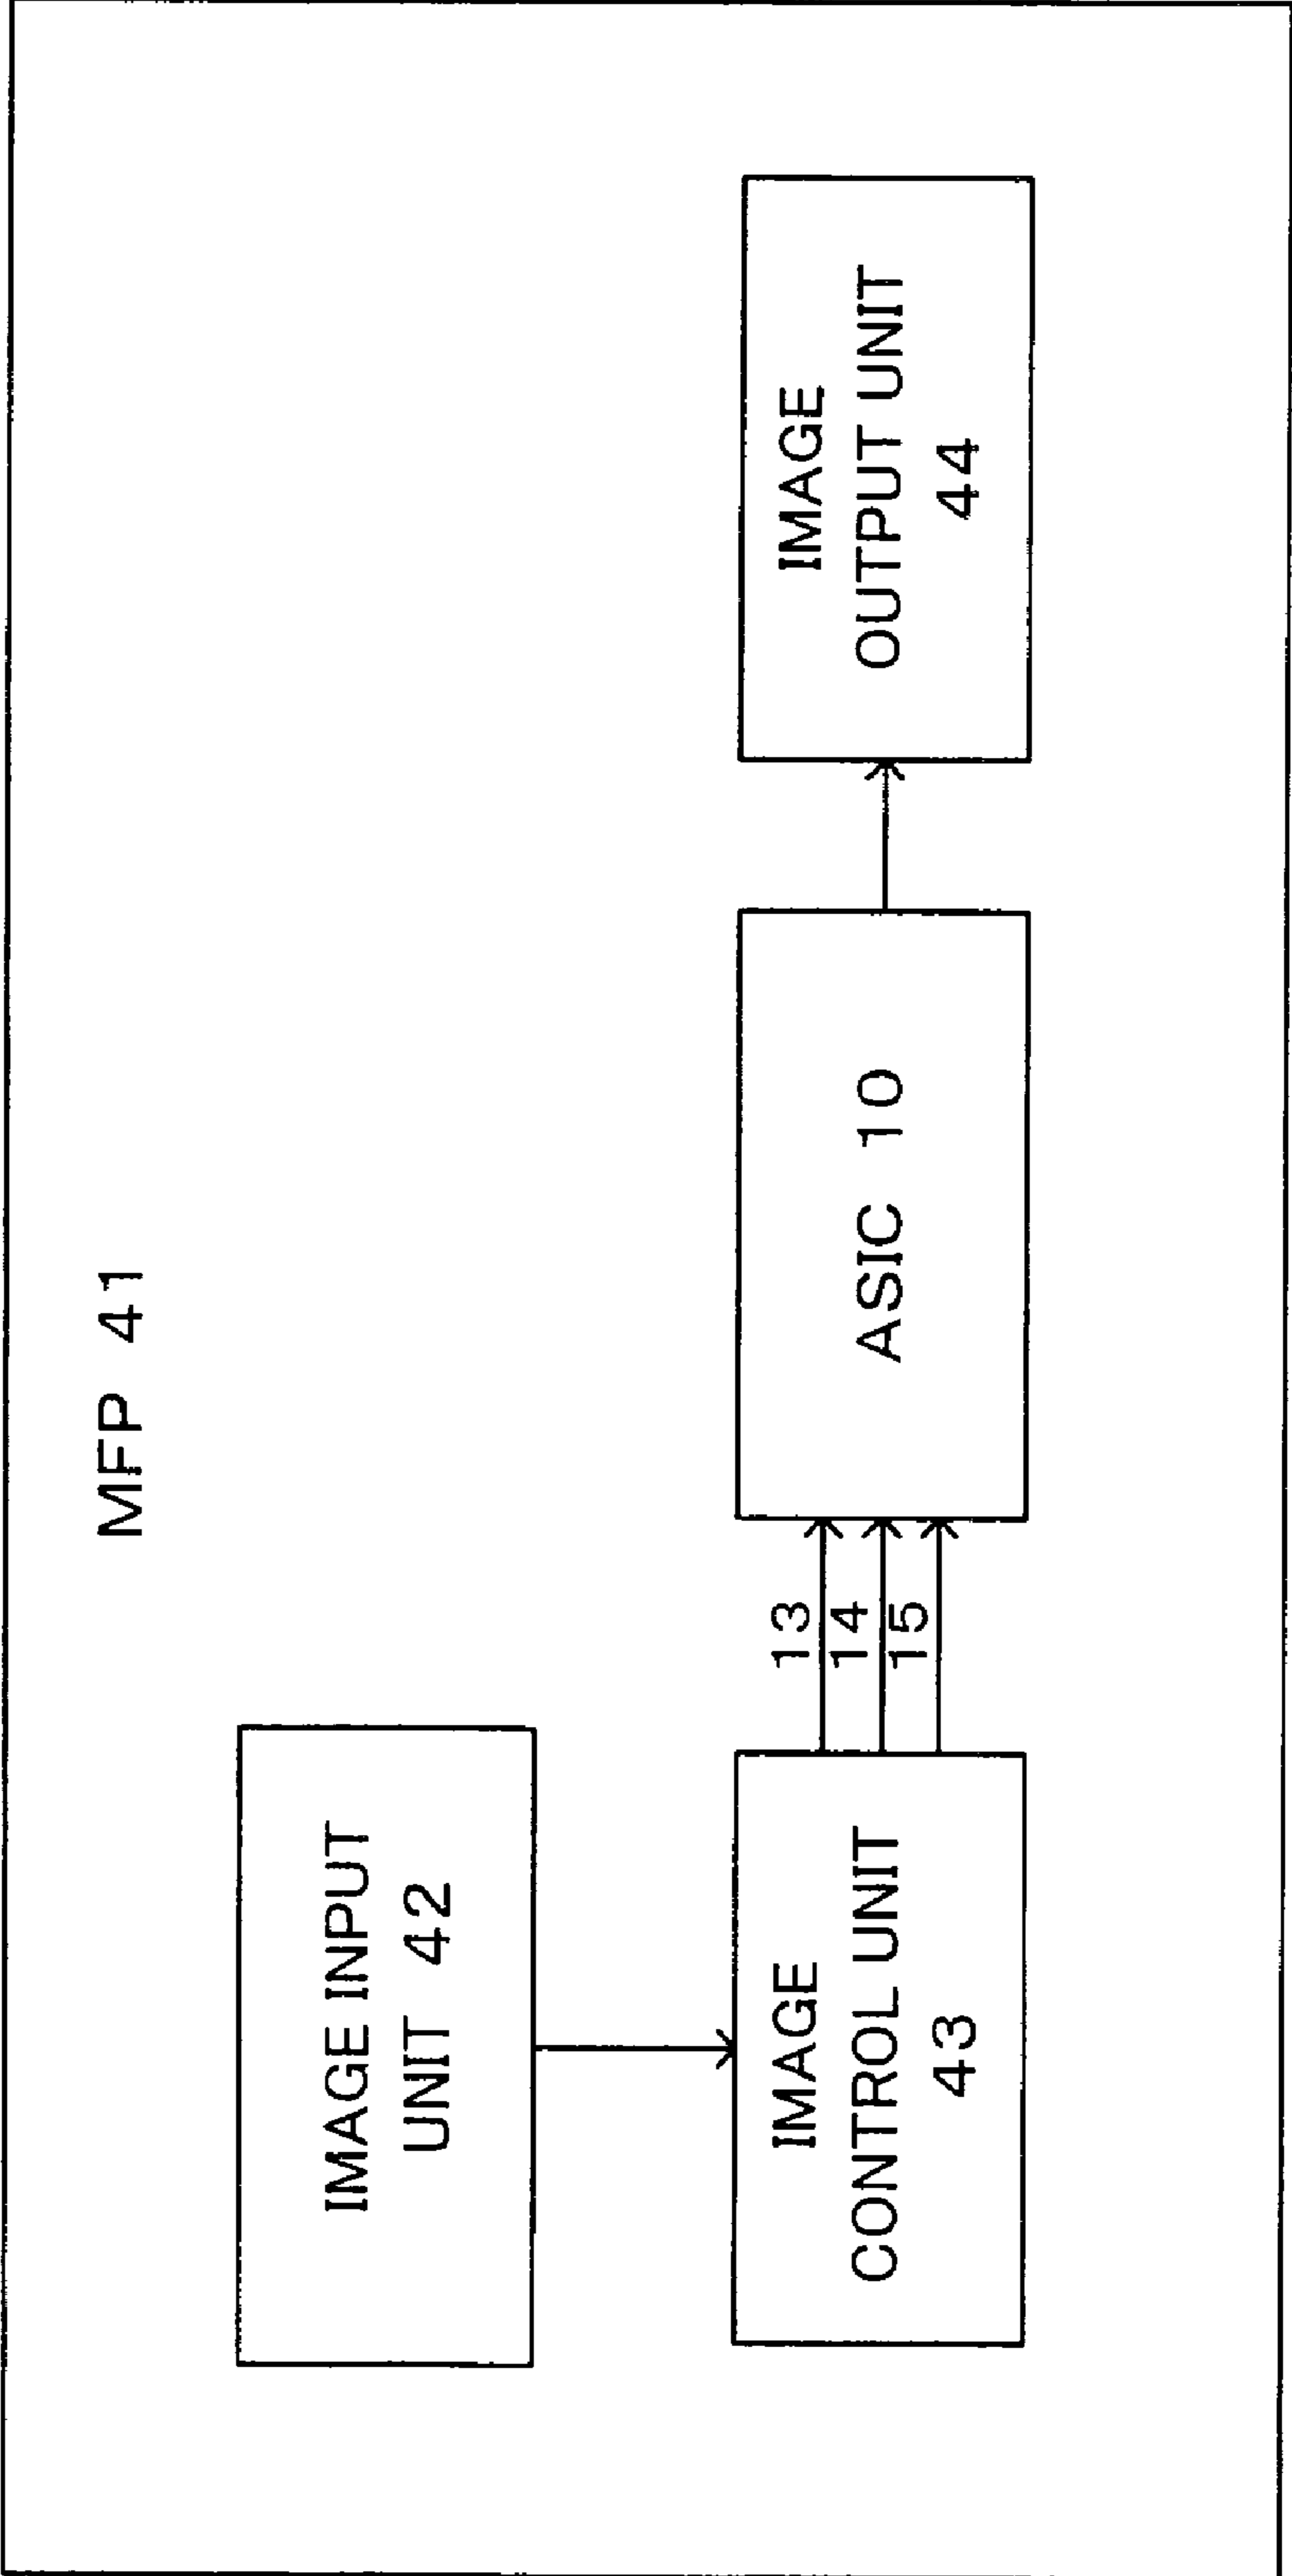 MFP 41
IMAGE INPUT
UNIT 42
IMAGE
CONTROL UNIT
43
13
14
15
ASIC 10
IMAGE
OUTPUT UNIT
44